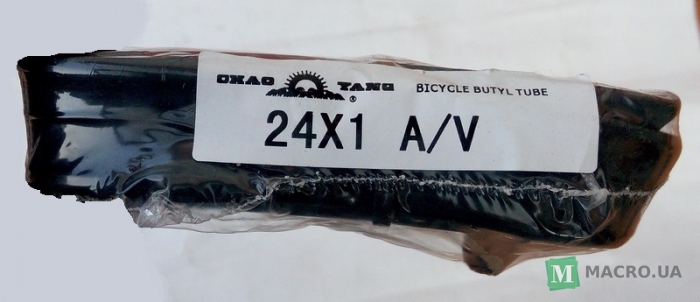 CHAO YANG ® BICYCLE BUTYL TUBE
24X1 A/V
M MACRO.UA